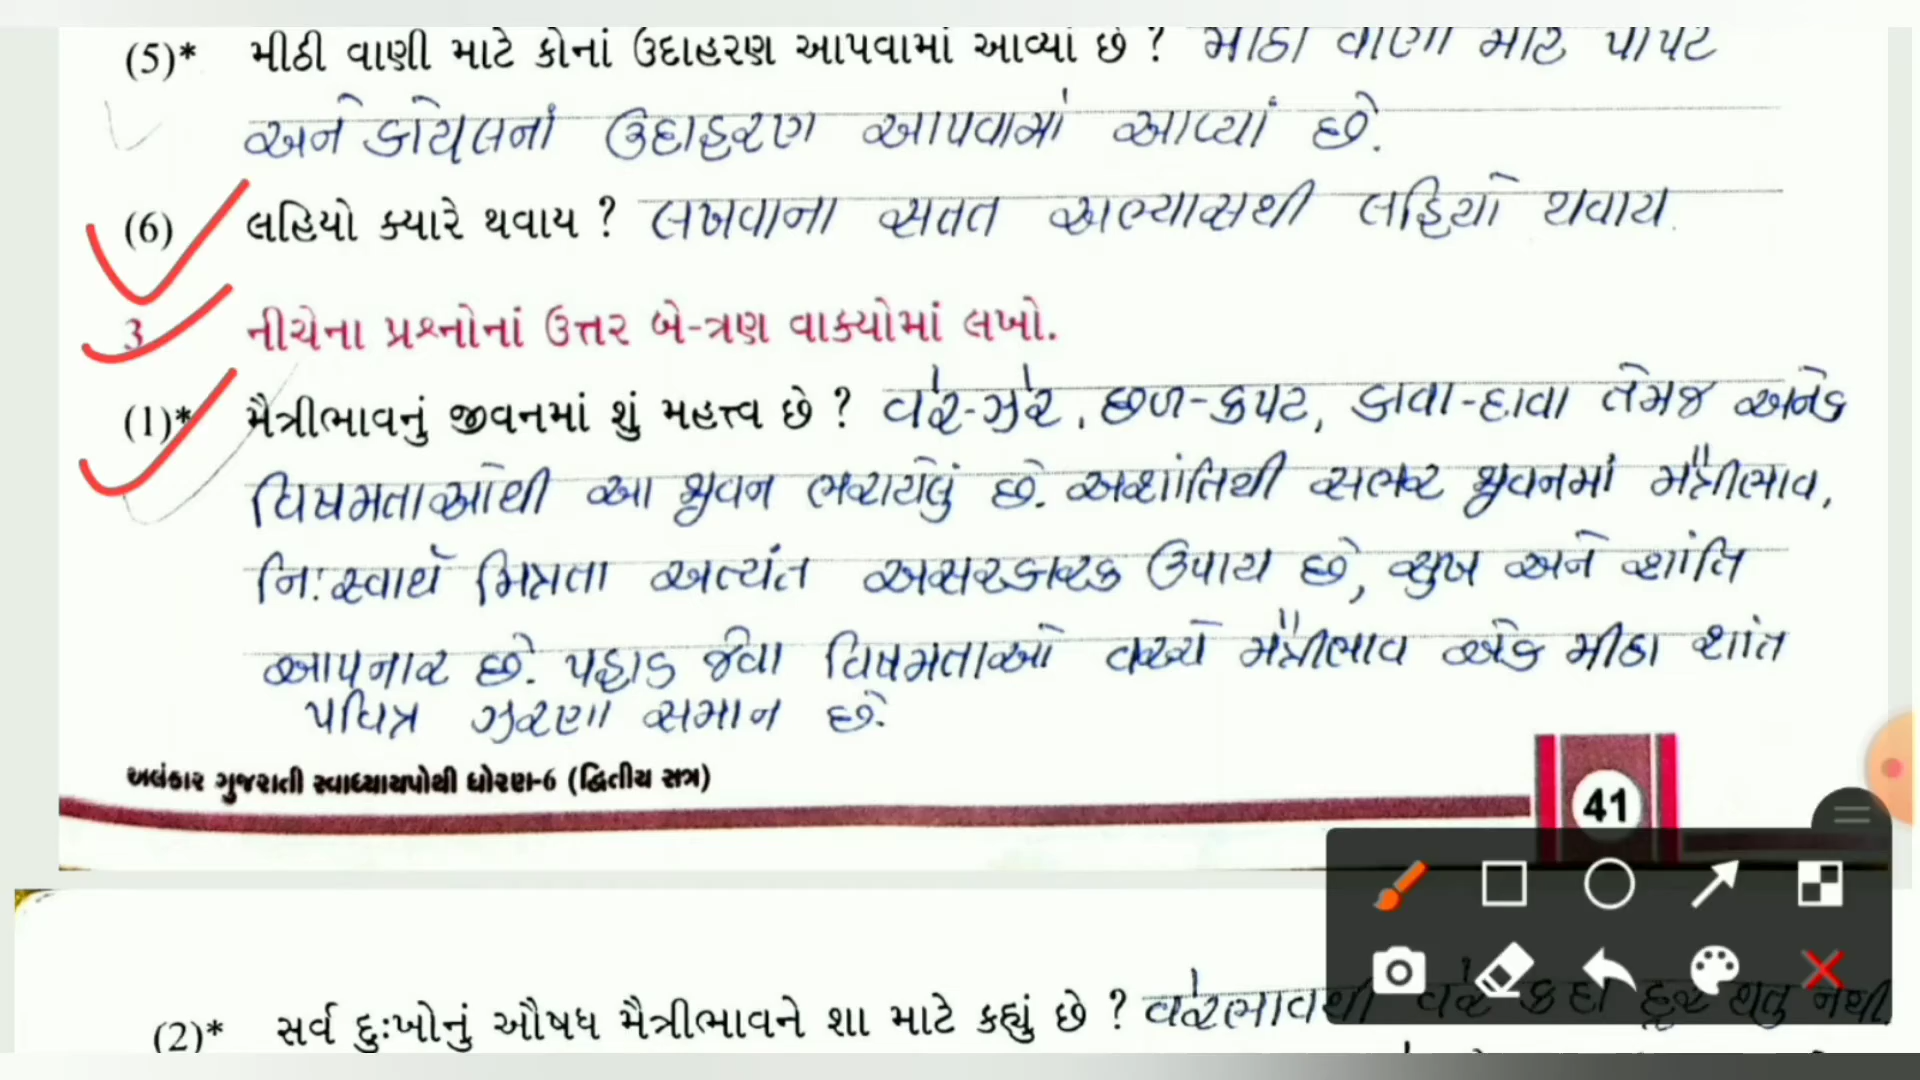 (5)* મીઠી વાણી માટે કોનાં ઉદાહરણ આપવામાં આવ્યાં છે ? મીઠી વાણી માટે પોપટ
અને કોયલનાં ઉદાહરણ આપવામાં આવ્યાં છે.
(6) લહિયો ક્યારે થવાય ? લખવાના સતત અભ્યાસથી લહિયો થવાય.
3 નીચેના પ્રશ્નોનાં ઉત્તર બે-ત્રણ વાક્યોમાં લખો.
(1)* મૈત્રીભાવનું જીવનમાં શું મહત્ત્વ છે ? વેર-ઝેર, છળ-કપટ, કાવા-દાવા તેમજ અનેક
વિષમતાઓથી આ જીવન ભરાયેલું છે. અશાંતિથી સભર જીવનમાં મૈત્રીભાવ,
નિઃસ્વાર્થ મિત્રતા અત્યંત અસરકારક ઉપાય છે, સુખ અને શાંતિ
આપનાર છે. પહાડ જેવા વિષમતાઓ વચ્ચે મૈત્રીભાવ એક મીઠા શાંત
પવિત્ર ઝરણા સમાન છે.
અલંકાર ગુજરાતી સ્વાધ્યાયપોથી ધોરણ-6 (દ્વિતીય સત્ર)
41
(2)* સર્વ દુઃખોનું ઔષધ મૈત્રીભાવને શા માટે કહ્યું છે ? વેરભાવથી વેર કદી દૂર થતું નથી